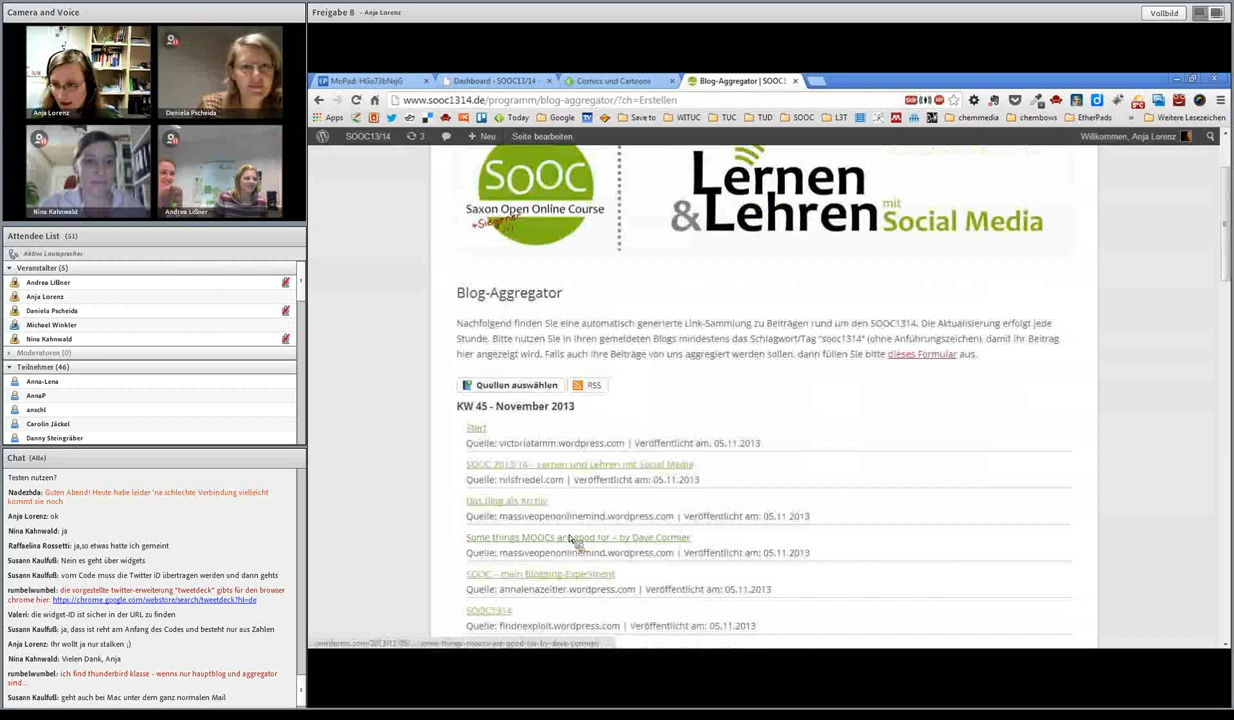 Camera and Voice
Anja Lorenz
Daniela Pscheida
Nina Kahnwald
Andrea Lißner
Attendee List (51)
Aktive Lautsprecher
Veranstalter (5)
Andrea Lißner
Anja Lorenz
Daniela Pscheida
Michael Winkler
Nina Kahnwald
Moderatoren (0)
Teilnehmer (46)
Anna-Lena
AnnaP
anschl
Carolin Jäckel
Danny Steingräber
Chat (Alle)
Testen nutzen?
Nadezhda: Guten Abend! Heute habe leider 'ne schlechte Verbindung vielleicht
kommt sie noch
Anja Lorenz: ok
Nina Kahnwald: ja
Raffaelina Rossetti: ja,so etwas hatte ich gemeint
Susann Kaulfuß: Nein es geht über widgets
Susann Kaulfuß: vom Code muss die Twitter iD übertragen werden und dann gehts
rumbelwumbel: die vorgestellte twitter-erweiterung "tweetdeck" gibts für den browser
chrome hier: https://chrome.google.com/webstore/search/tweetdeck?hl=de
Valeri: die widget-ID ist sicher in der URL zu finden
Susann Kaulfuß: ja, dass ist reht am Anfang des Codes und besteht nur aus Zahlen
Anja Lorenz: Ihr wollt ja nur stalken ;)
Nina Kahnwald: Vielen Dank, Anja
rumbelwumbel: ich find thunderbird klasse - wenns nur hauptblog und aggregator
sind...
Susann Kaulfuß: geht auch bei Mac unter dem ganz normalen Mail
Freigabe 8 - Anja Lorenz
Vollbild
MoPad: HGo73bNxjG
Dashboard ‹ SOOC13/14 —
Comics und Cartoons
Blog-Aggregator | SOOC1
www.sooc1314.de/programm/blog-aggregator/?ch=Erstellen
Apps
Today
Google
Save to
WITUC
TUC
TUD
SOOC
L3T
chemmedia
chembows
EtherPads
»
Weitere Lesezeichen
SOOC13/14
3
+ Neu
Seite bearbeiten
Willkommen, Anja Lorenz
SOOC
Saxon Open Online Course
+Siegener
Lernen
&Lehren mit
Social Media
Blog-Aggregator
Nachfolgend finden Sie eine automatisch generierte Link-Sammlung zu Beiträgen rund um den SOOC1314. Die Aktualisierung erfolgt jede
Stunde. Bitte nutzen Sie in Ihren gemeldeten Blogs mindestens das Schlagwort/Tag "sooc1314" (ohne Anführungszeichen), damit ihr Beitrag
hier angezeigt wird. Falls auch Ihre Beiträge von uns aggregiert werden sollen, dann füllen Sie bitte dieses Formular aus.
Quellen auswählen
RSS
KW 45 - November 2013
Start
Quelle: victoriatamm.wordpress.com | Veröffentlicht am: 05.11.2013
SOOC 2013/14 – Lernen und Lehren mit Social Media
Quelle: nilsfriedel.com | Veröffentlicht am: 05.11.2013
Das Blog als Archiv
Quelle: massiveopenonlinemind.wordpress.com | Veröffentlicht am: 05.11.2013
Some things MOOCs are good for – by Dave Cormier
Quelle: massiveopenonlinemind.wordpress.com | Veröffentlicht am: 05.11.2013
SOOC – mein Blogging-Experiment
Quelle: annalenazeitler.wordpress.com | Veröffentlicht am: 05.11.2013
SOOC1314
Quelle: findnexploit.wordpress.com | Veröffentlicht am: 05.11.2013